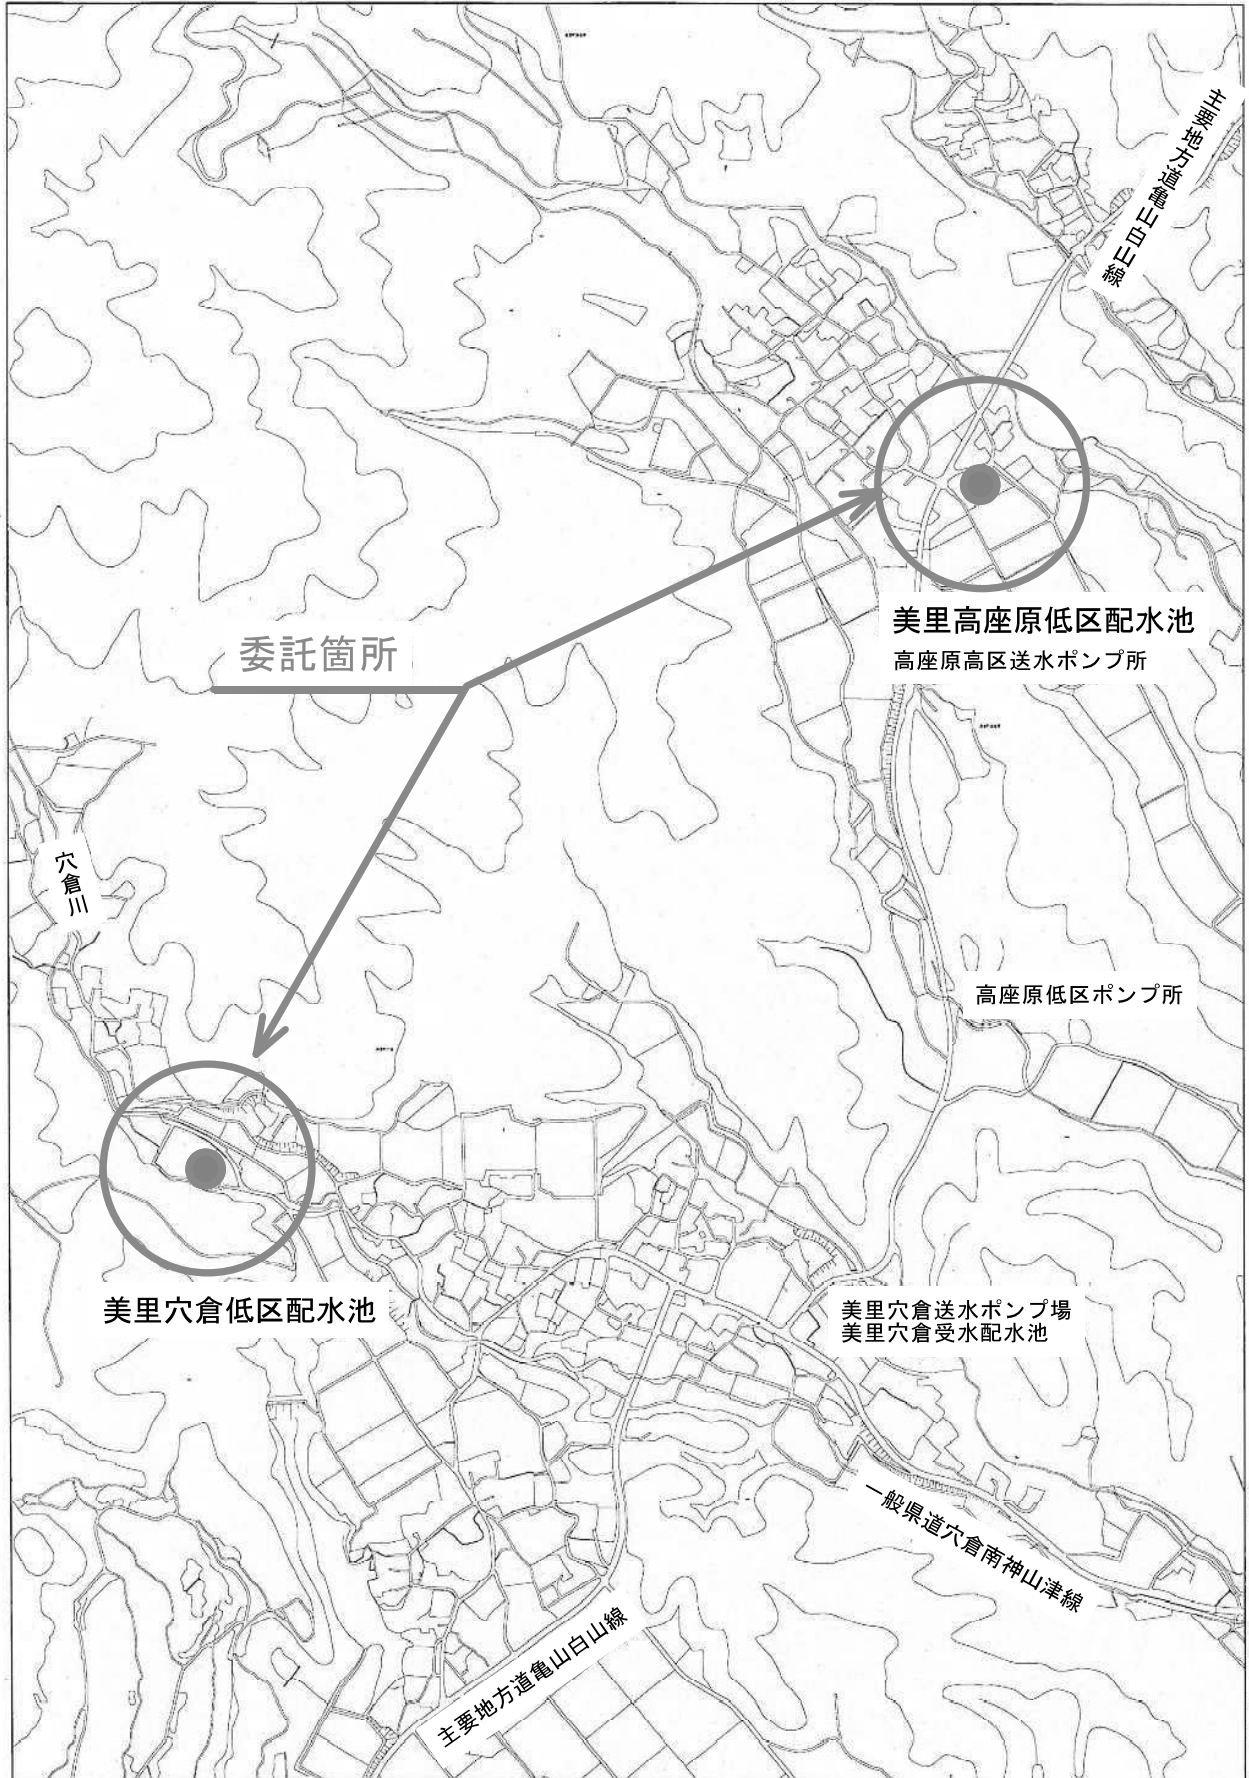 主要地方道亀山白山線
美里高座原低区配水池
高座原高区送水ポンプ所
委託箇所
穴倉川
高座原低区ポンプ所
美里穴倉低区配水池
美里穴倉送水ポンプ場
美里穴倉受水配水池
一般県道穴倉南神山津線
主要地方道亀山白山線